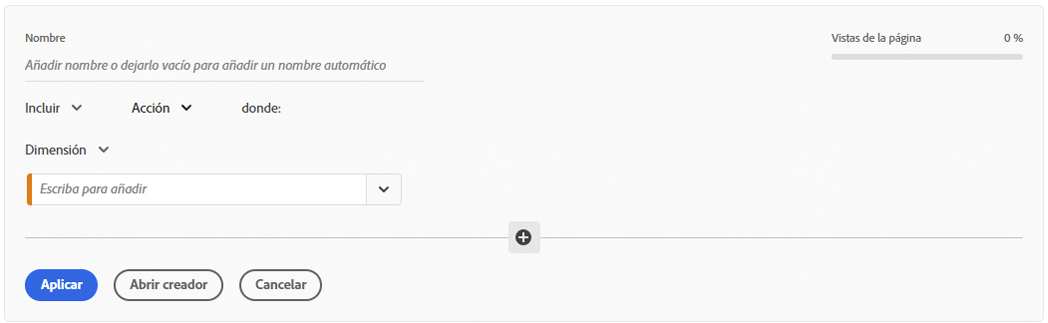 Nombre
Vistas de la página 0 %
Añadir nombre o dejarlo vacío para añadir un nombre automático
Incluir Acción donde:
Dimensión
Escriba para añadir
Aplicar Abrir creador Cancelar